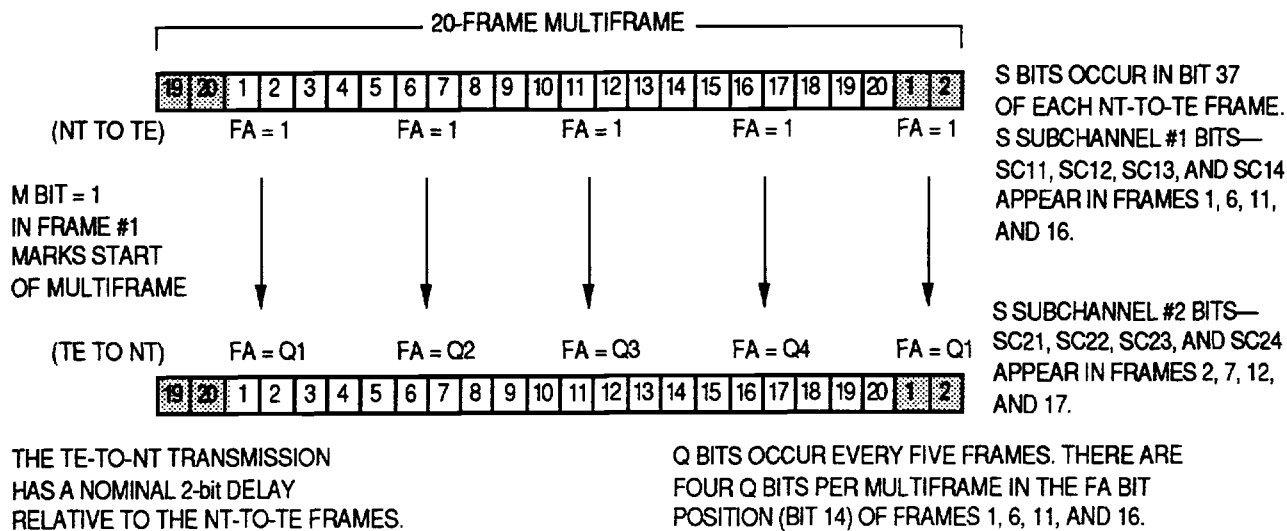 20-FRAME MULTIFRAME
19 20 1 2 3 4 5 6 7 8 9 10 11 12 13 14 15 16 17 18 19 20 1 2
(NT TO TE) FA = 1 FA = 1 FA = 1 FA = 1 FA = 1
S BITS OCCUR IN BIT 37
OF EACH NT-TO-TE FRAME.
S SUBCHANNEL #1 BITS—
SC11, SC12, SC13, AND SC14
APPEAR IN FRAMES 1, 6, 11,
AND 16.
M BIT = 1
IN FRAME #1
MARKS START
OF MULTIFRAME
S SUBCHANNEL #2 BITS—
SC21, SC22, SC23, AND SC24
APPEAR IN FRAMES 2, 7, 12,
AND 17.
(TE TO NT) FA = Q1 FA = Q2 FA = Q3 FA = Q4 FA = Q1
19 20 1 2 3 4 5 6 7 8 9 10 11 12 13 14 15 16 17 18 19 20 1 2
THE TE-TO-NT TRANSMISSION
HAS A NOMINAL 2-bit DELAY
RELATIVE TO THE NT-TO-TE FRAMES.
Q BITS OCCUR EVERY FIVE FRAMES. THERE ARE
FOUR Q BITS PER MULTIFRAME IN THE FA BIT
POSITION (BIT 14) OF FRAMES 1, 6, 11, AND 16.